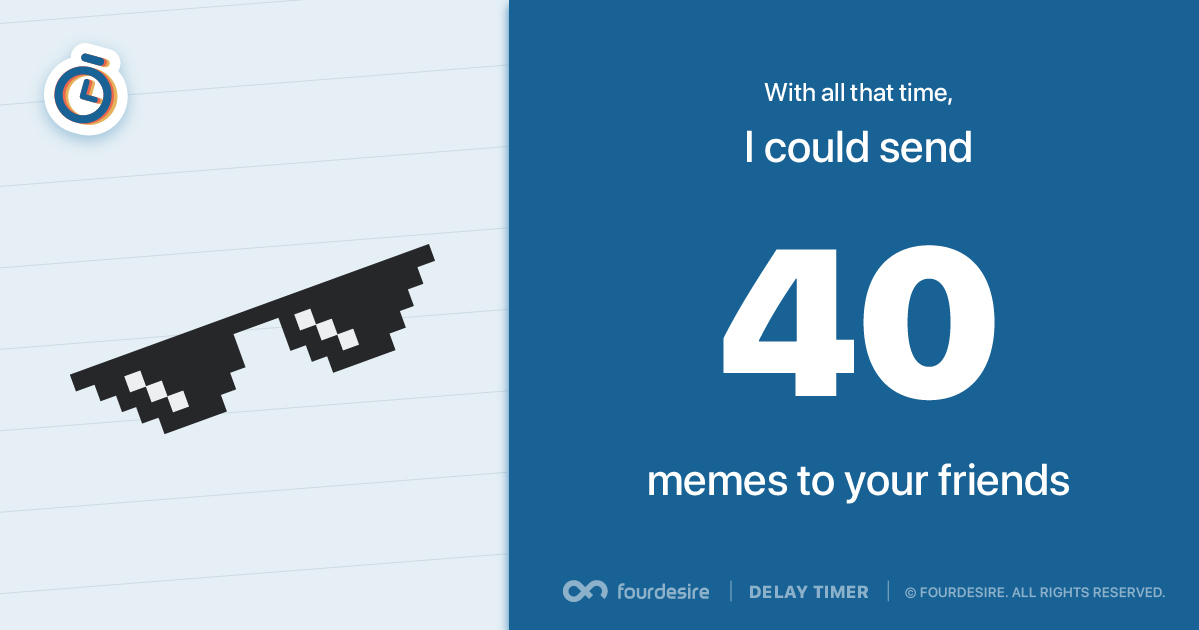 With all that time,
I could send
40
memes to your friends
fourdesire | DELAY TIMER | © FOURDESIRE. ALL RIGHTS RESERVED.